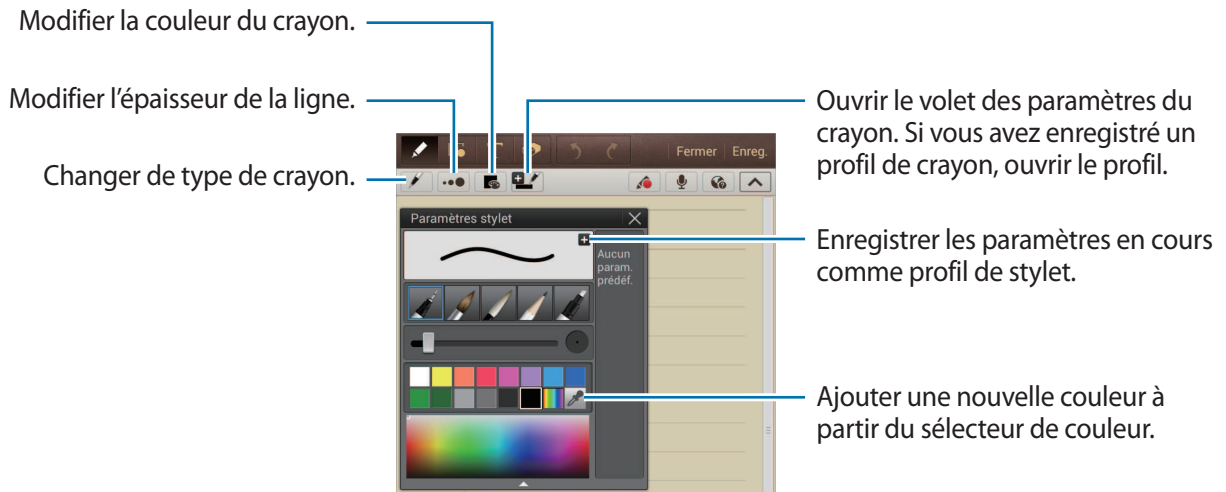 Modifier la couleur du crayon.
Modifier l'épaisseur de la ligne.
Changer de type de crayon.
Ouvrir le volet des paramètres du
crayon. Si vous avez enregistré un
profil de crayon, ouvrir le profil.
Fermer Enreg.
Paramètres stylet
Aucun
param.
prédéf.
Enregistrer les paramètres en cours
comme profil de stylet.
Ajouter une nouvelle couleur à
partir du sélecteur de couleur.